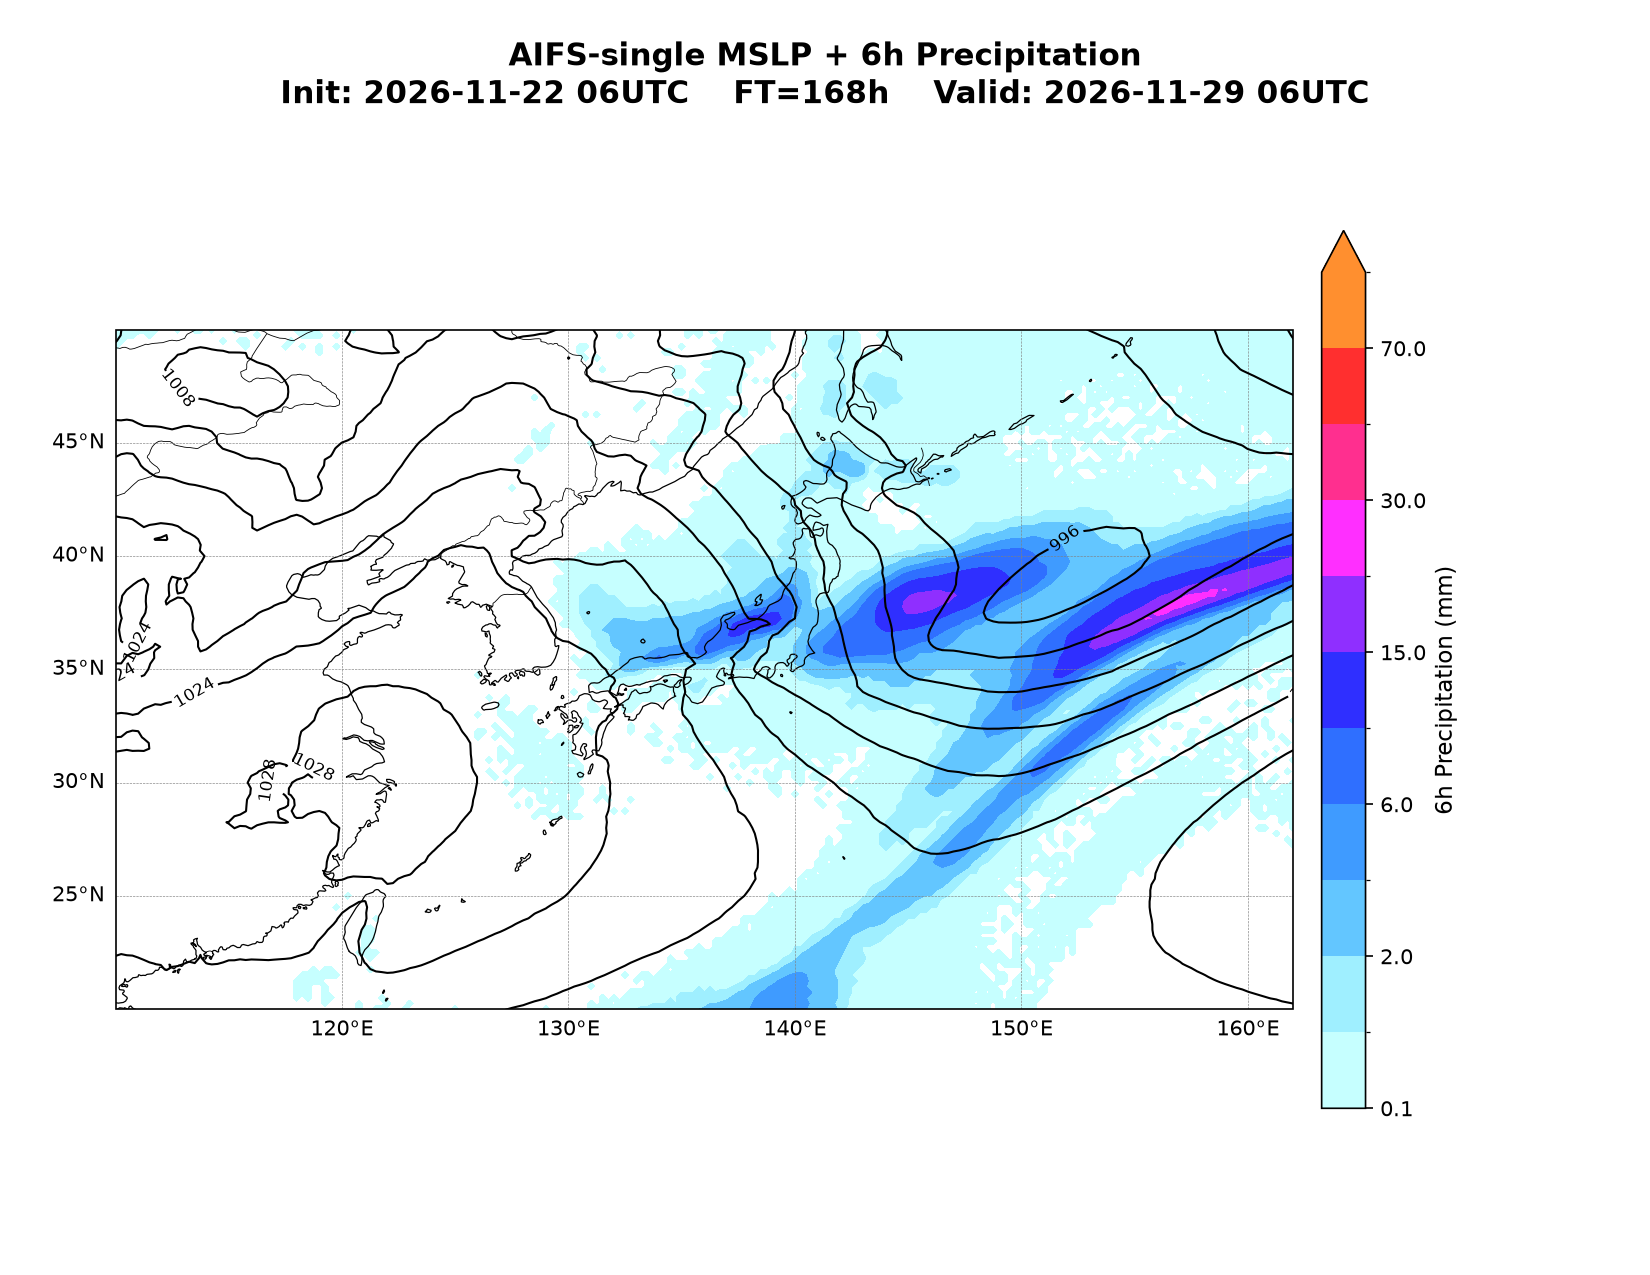 AIFS-single MSLP + 6h Precipitation
Init: 2026-11-22 06UTC    FT=168h    Valid: 2026-11-29 06UTC
1008
996
1024
24
1024
1028
1028
45°N
40°N
35°N
30°N
25°N
120°E
130°E
140°E
150°E
160°E
70.0
30.0
15.0
6.0
2.0
0.1
6h Precipitation (mm)